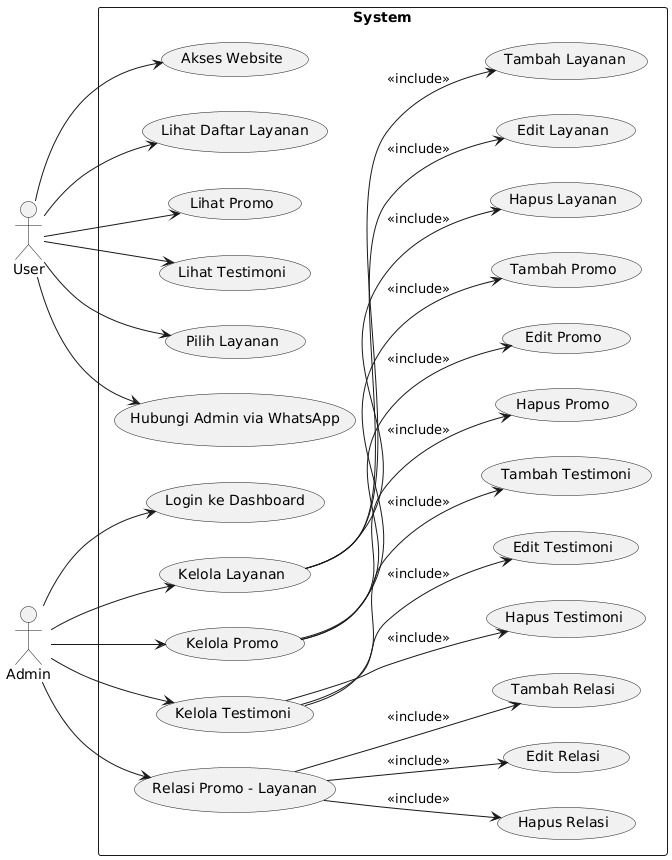 System
Akses Website
Lihat Daftar Layanan
Lihat Promo
Lihat Testimoni
Pilih Layanan
Hubungi Admin via WhatsApp
User
Login ke Dashboard
Kelola Layanan
Kelola Promo
Kelola Testimoni
Relasi Promo - Layanan
Admin
Tambah Layanan
«include»
Edit Layanan
«include»
Hapus Layanan
«include»
Tambah Promo
«include»
Edit Promo
«include»
Hapus Promo
«include»
Tambah Testimoni
«include»
Edit Testimoni
«include»
Hapus Testimoni
«include»
Tambah Relasi
«include»
Edit Relasi
«include»
Hapus Relasi
«include»